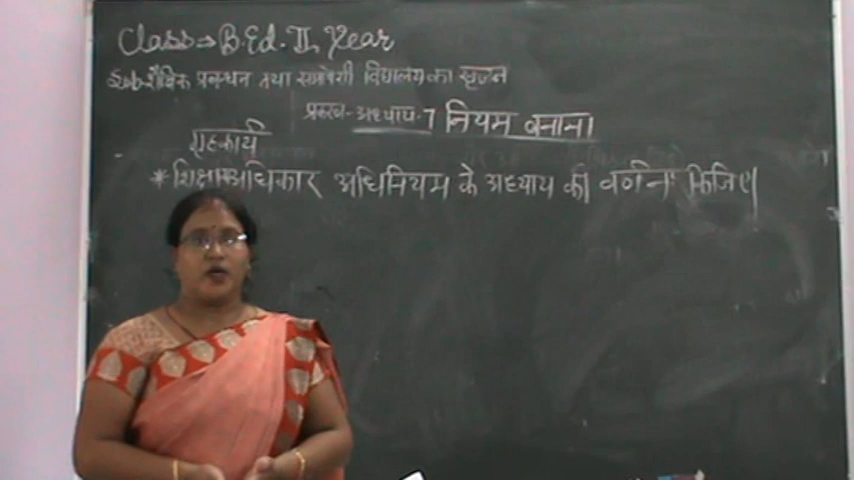 Class⇒ B.Ed. II Year
Sub-शैक्षिक प्रबन्धन तथा समावेशी विद्यालय का सृजन
प्रकरण-अध्याय-7 नियम बनाना
गृहकार्य
* शिक्षा अधिकार अधिनियम के अध्याय की वर्णन किजिए।